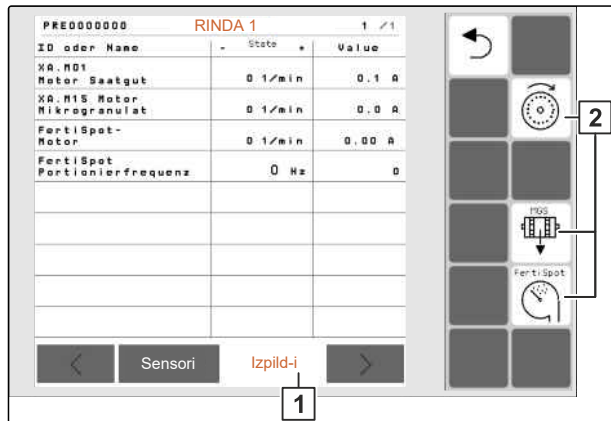 PRE0000000 RINDA 1 1 /1
ID oder Name - State + Value
XA.M01
Motor Saatgut 0 1/min 0.1 A
XA.M15 Motor
Mikrogranulat 0 1/min 0.0 A
FertiSpot-
Motor 0 1/min 0.00 A
FertiSpot
Portionierfrequenz 0 Hz 0
2
MGS
FertiSpot
Sensori Izpild-i
1